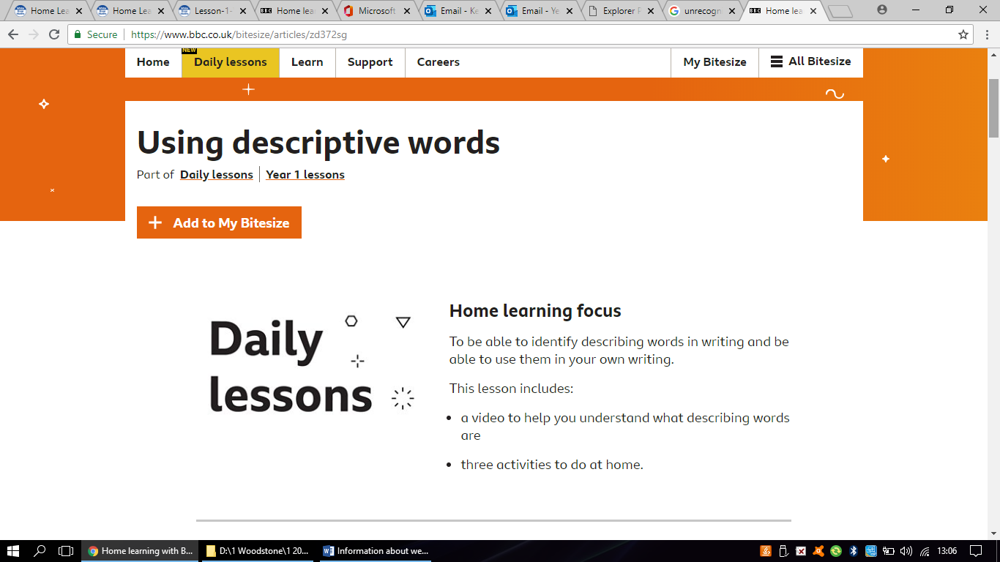 Home Lea
Home Lea
Lesson-1-
BBC Home lear
Microsoft
Email - Ke
Email - Ye
Explorer P
unrecogn
BBC Home lea
Secure https://www.bbc.co.uk/bitesize/articles/zd372sg
NEW
Home Daily lessons Learn Support Careers My Bitesize All Bitesize
Using descriptive words
Part of Daily lessons Year 1 lessons
Add to My Bitesize
Daily
lessons
Home learning focus
To be able to identify describing words in writing and be
able to use them in your own writing.
This lesson includes:
• a video to help you understand what describing words
are
• three activities to do at home.
Home learning with B... D:\1 Woodstone\1 20... Information about we... 13:06